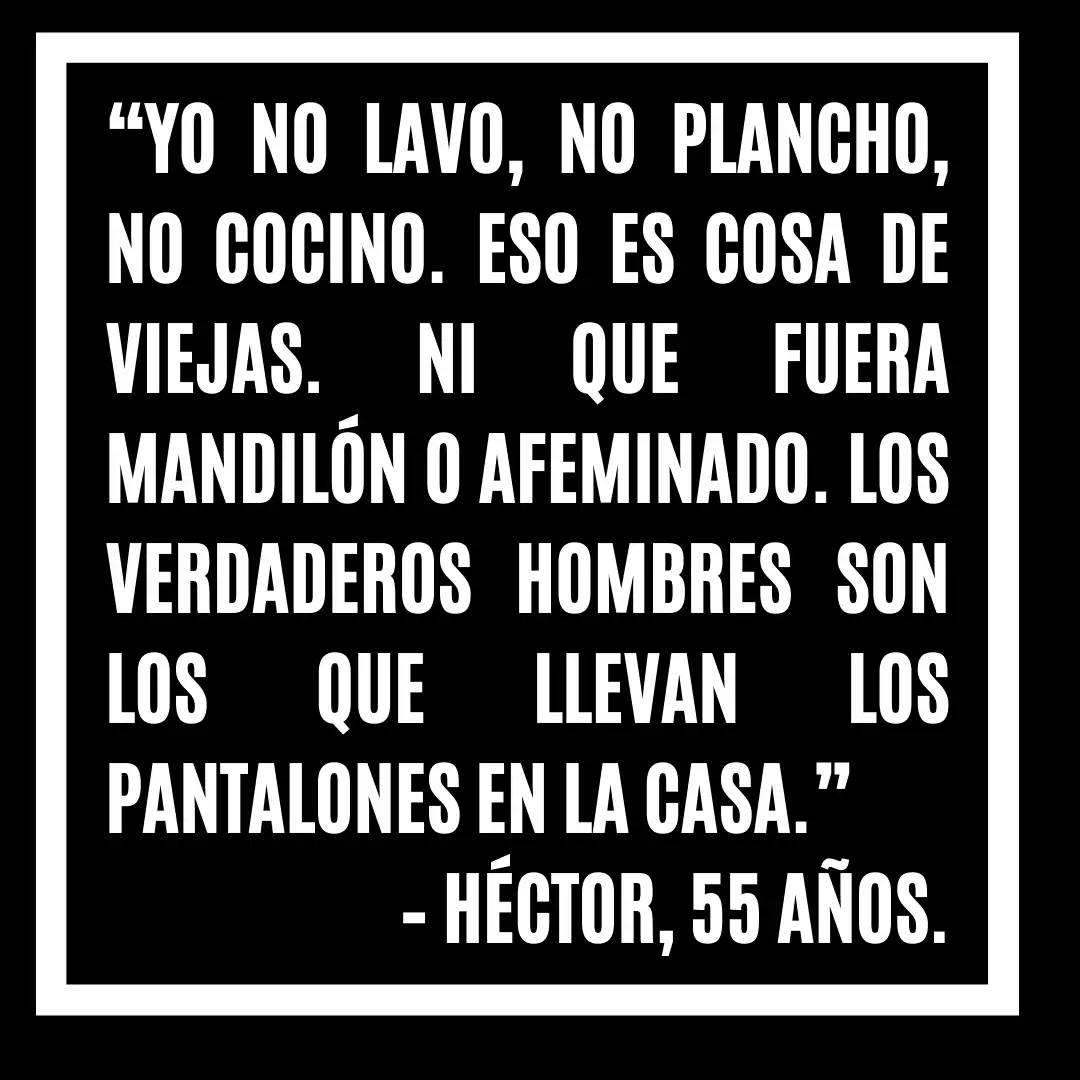 “YO NO LAVO, NO PLANCHO,
NO COCINO. ESO ES COSA DE
VIEJAS. NI QUE FUERA
MANDILÓN O AFEMINADO. LOS
VERDADEROS HOMBRES SON
LOS QUE LLEVAN LOS
PANTALONES EN LA CASA.”
- HÉCTOR, 55 AÑOS.